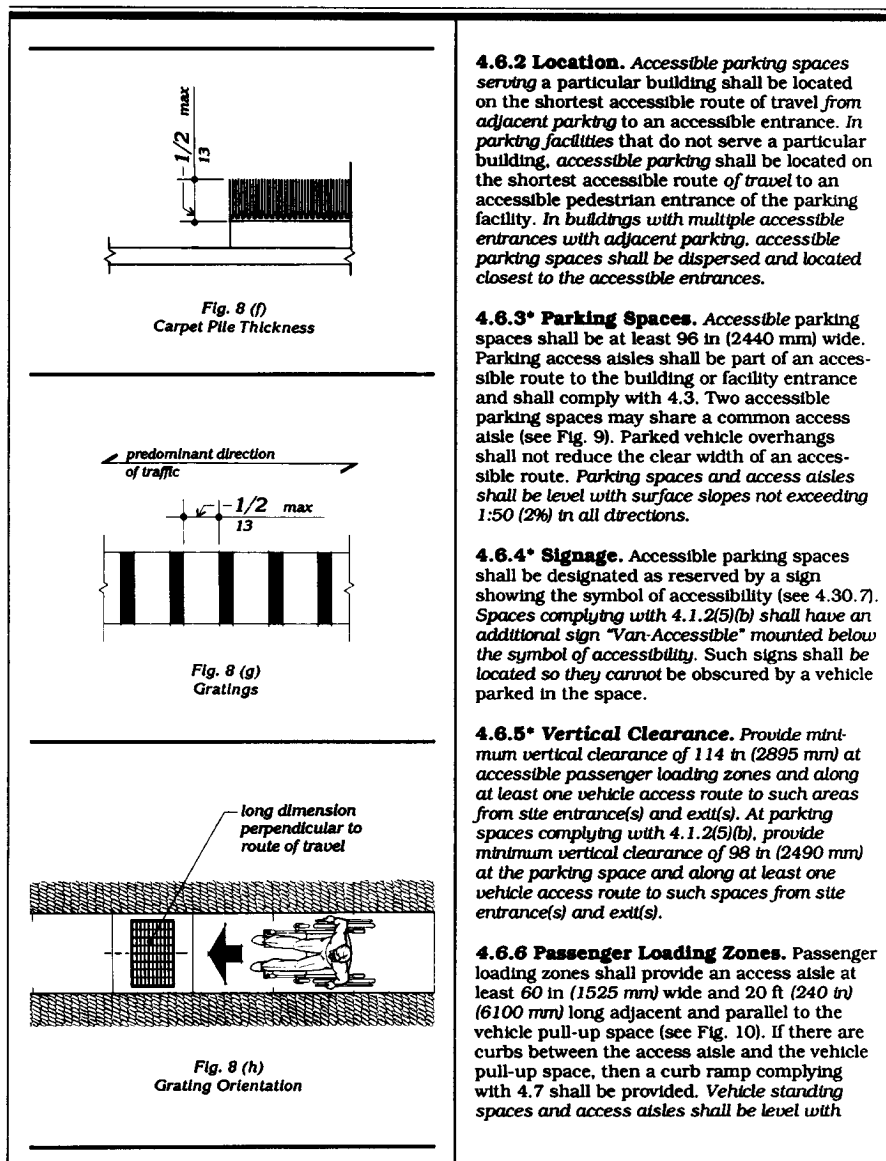 1/2 max
13
Fig. 8 (f)
Carpet Pile Thickness
predominant direction
of traffic
1/2 max
13
Fig. 8 (g)
Gratings
long dimension
perpendicular to
route of travel
Fig. 8 (h)
Grating Orientation
4.6.2 Location. Accessible parking spaces
serving a particular building shall be located
on the shortest accessible route of travel from
adjacent parking to an accessible entrance. In
parking facilities that do not serve a particular
building, accessible parking shall be located on
the shortest accessible route of travel to an
accessible pedestrian entrance of the parking
facility. In buildings with multiple accessible
entrances with adjacent parking, accessible
parking spaces shall be dispersed and located
closest to the accessible entrances.
4.6.3* Parking Spaces. Accessible parking
spaces shall be at least 96 in (2440 mm) wide.
Parking access aisles shall be part of an acces-
sible route to the building or facility entrance
and shall comply with 4.3. Two accessible
parking spaces may share a common access
aisle (see Fig. 9). Parked vehicle overhangs
shall not reduce the clear width of an acces-
sible route. Parking spaces and access aisles
shall be level with surface slopes not exceeding
1:50 (2%) in all directions.
4.6.4* Signage. Accessible parking spaces
shall be designated as reserved by a sign
showing the symbol of accessibility (see 4.30.7).
Spaces complying with 4.1.2(5)(b) shall have an
additional sign "Van-Accessible" mounted below
the symbol of accessibility. Such signs shall be
located so they cannot be obscured by a vehicle
parked in the space.
4.6.5* Vertical Clearance. Provide mini-
mum vertical clearance of 114 in (2895 mm) at
accessible passenger loading zones and along
at least one vehicle access route to such areas
from site entrance(s) and exit(s). At parking
spaces complying with 4.1.2(5)(b), provide
minimum vertical clearance of 98 in (2490 mm)
at the parking space and along at least one
vehicle access route to such spaces from site
entrance(s) and exit(s).
4.6.6 Passenger Loading Zones. Passenger
loading zones shall provide an access aisle at
least 60 in (1525 mm) wide and 20 ft (240 in)
(6100 mm) long adjacent and parallel to the
vehicle pull-up space (see Fig. 10). If there are
curbs between the access aisle and the vehicle
pull-up space, then a curb ramp complying
with 4.7 shall be provided. Vehicle standing
spaces and access aisles shall be level with